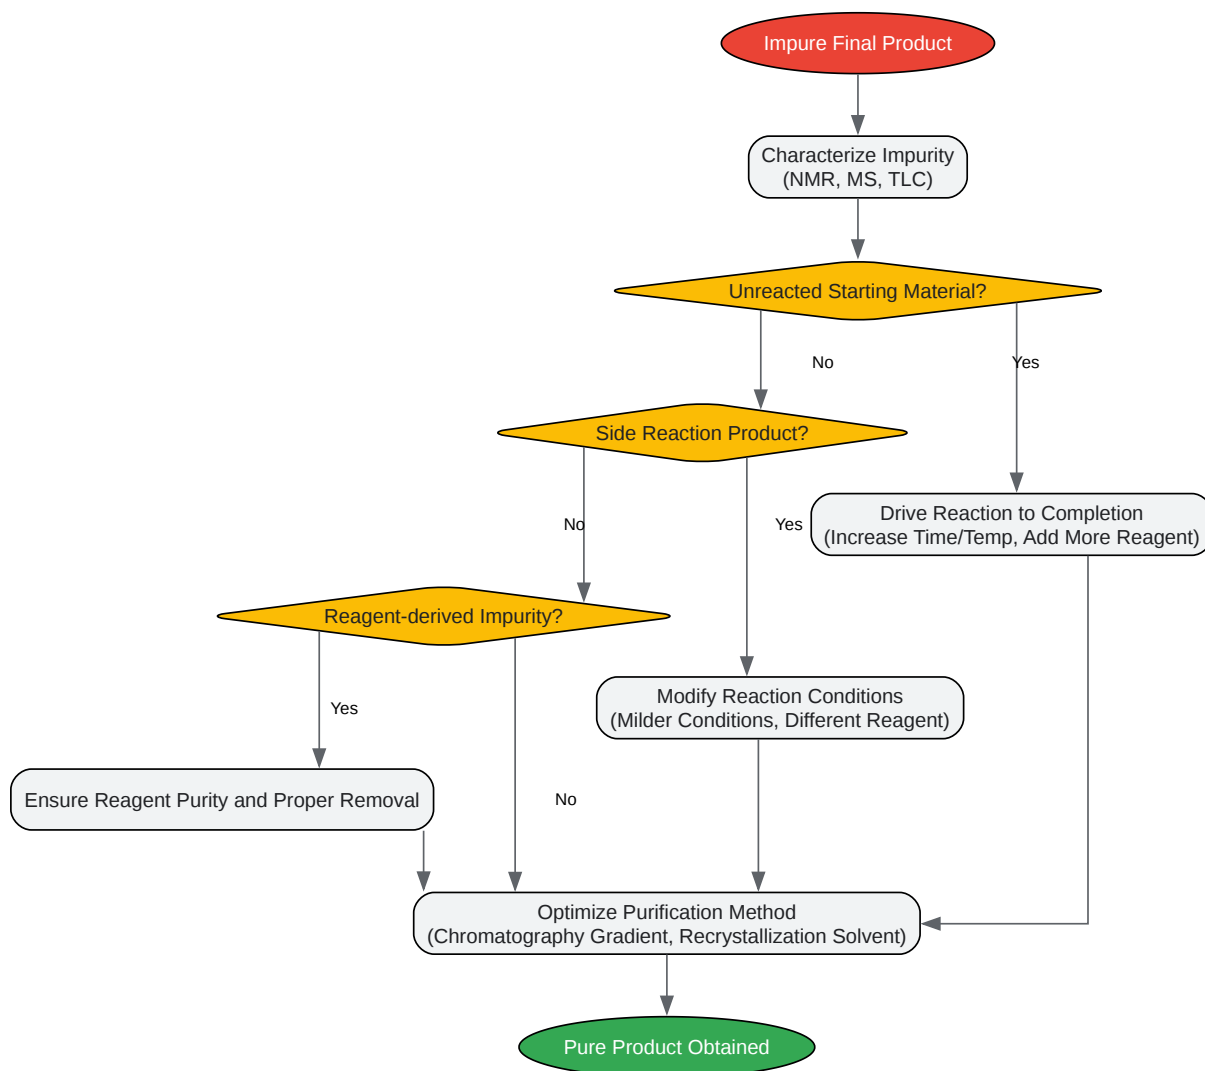 Impure Final Product
Characterize Impurity
(NMR, MS, TLC)
Unreacted Starting Material?
No
Yes
Side Reaction Product?
Drive Reaction to Completion
(Increase Time/Temp, Add More Reagent)
No
Yes
Reagent-derived Impurity?
Modify Reaction Conditions
(Milder Conditions, Different Reagent)
Yes
Ensure Reagent Purity and Proper Removal
No
Optimize Purification Method
(Chromatography Gradient, Recrystallization Solvent)
Pure Product Obtained